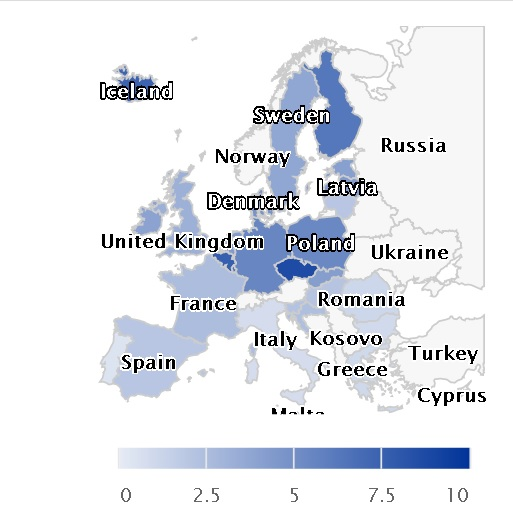 Iceland
Sweden
Russia
Norway
Latvia
Denmark
United Kingdom
Poland
Ukraine
France
Romania
Italy
Kosovo
Spain
Greece
Turkey
Cyprus
Malta
0 2.5 5 7.5 10